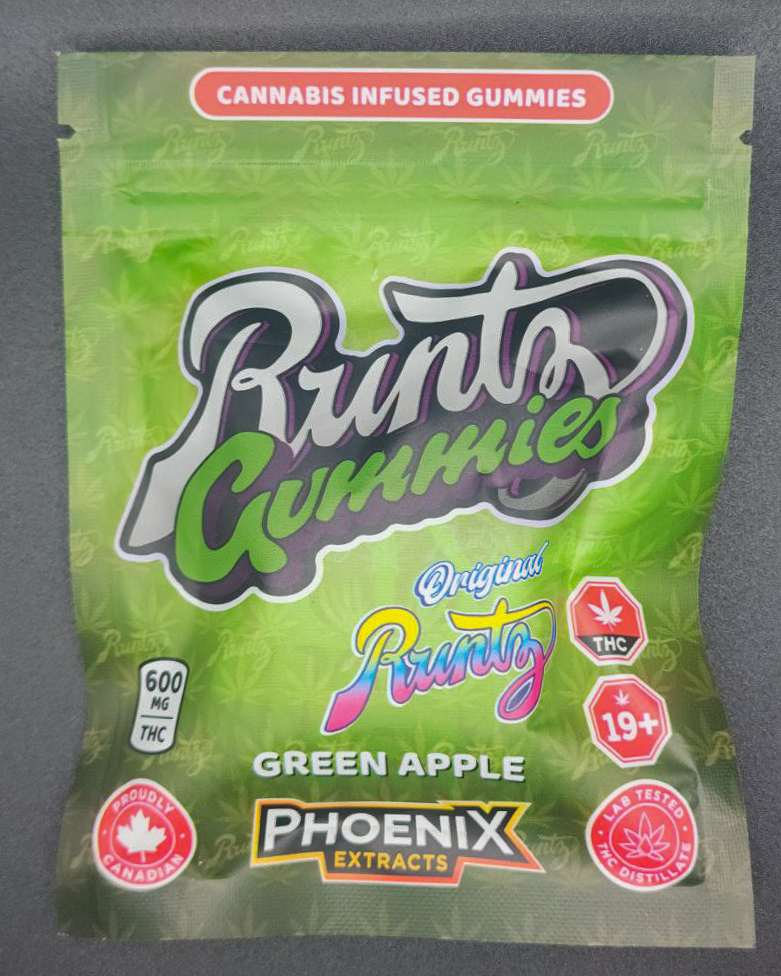 CANNABIS INFUSED GUMMIES
Runtz
Gummies
Original
Runtz
THC
600
MG
THC
19+
GREEN APPLE
PROUDLY
CANADIAN
PHOENIX
EXTRACTS
LAB TESTED
THC DISTILLATE